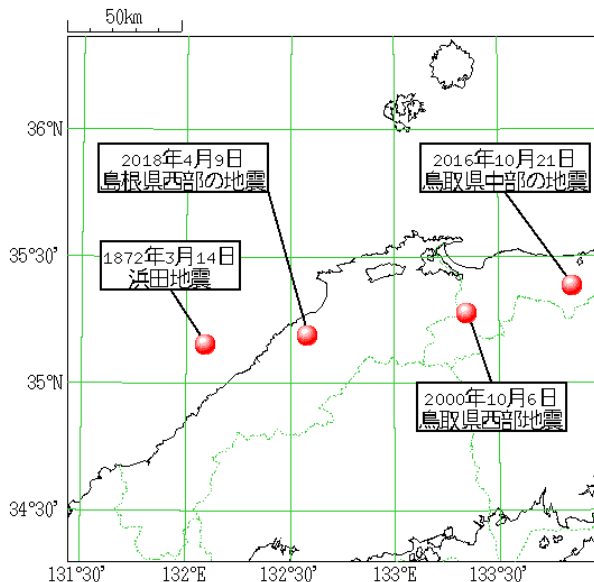 50km
36°N
2018年4月9日
島根県西部の地震
2016年10月21日
鳥取県中部の地震
35°30'
1872年3月14日
浜田地震
35°N
2000年10月6日
鳥取県西部地震
34°30'
131°30'
132°E
132°30'
133°E
133°30'